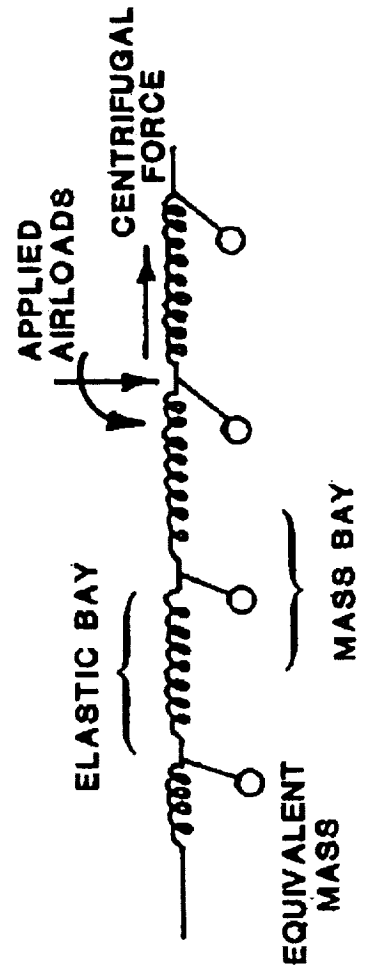 APPLIED
AIRLOADS
CENTRIFUGAL
FORCE
ELASTIC BAY
MASS BAY
EQUIVALENT
MASS